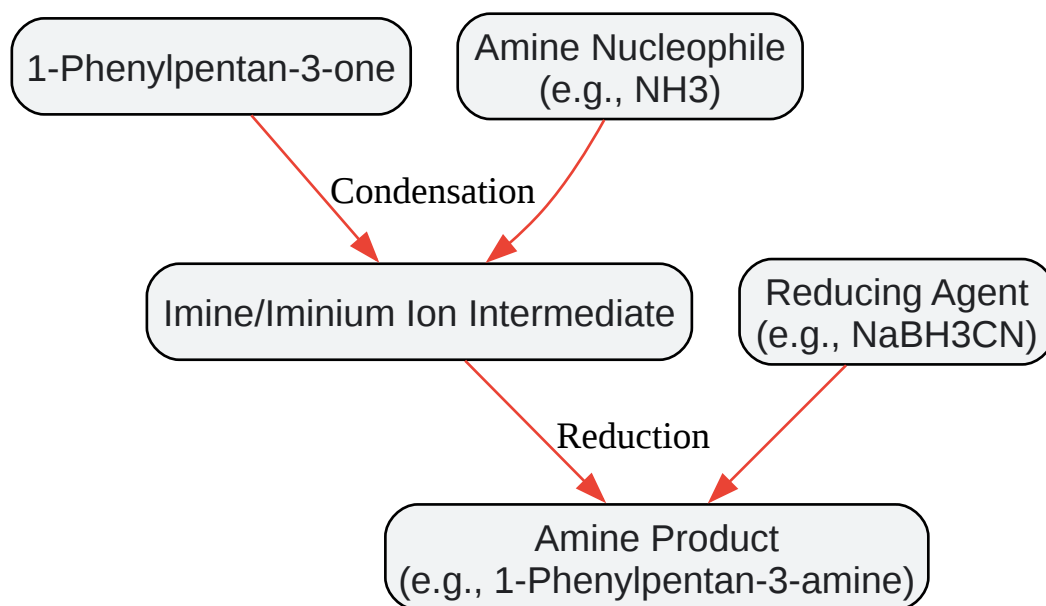 1-Phenylpentan-3-one
Amine Nucleophile
(e.g., NH3)
Condensation
Imine/Iminium Ion Intermediate
Reducing Agent
(e.g., NaBH3CN)
Reduction
Amine Product
(e.g., 1-Phenylpentan-3-amine)